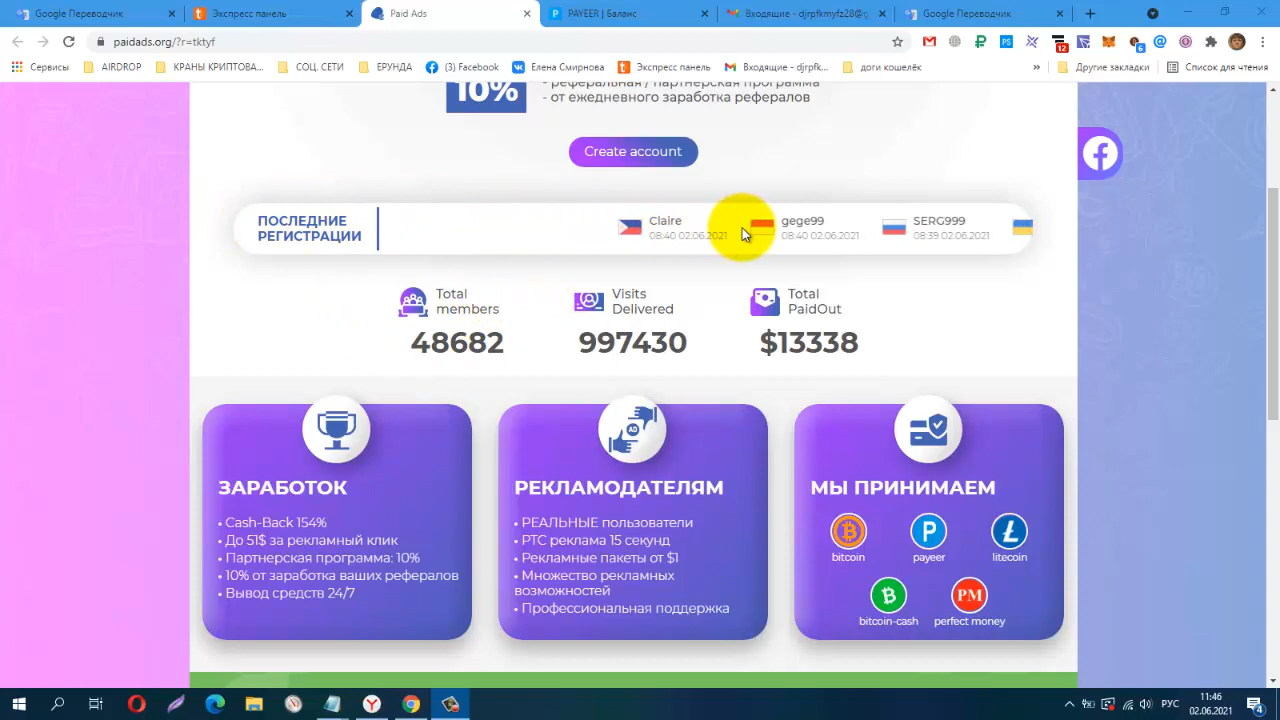 Google Переводчик
Экспресс панель
Paid Ads
PAYEER | Баланс
Входящие - djrpfkmyfz28@g
Google Переводчик
paidads.org/?r=tktyf
12
6
Сервисы
AIRDROP
КРАНЫ КРИПТОВА...
СОЦ. СЕТИ
ЕРУНДА
(3) Facebook
Елена Смирнова
Экспресс панель
Входящие - djrpfk...
доги кошелёк
»
Другие закладки
Список для чтения
10%
- реферальная / партнерская программа
- от ежедневного заработка рефералов
Create account
ПОСЛЕДНИЕ
РЕГИСТРАЦИИ
Claire
08:40 02.06.2021
gege99
08:40 02.06.2021
SERG999
08:39 02.06.2021
Total
members
48682
Visits
Delivered
997430
Total
PaidOut
$13338
ЗАРАБОТОК
• Cash-Back 154%
• До 51$ за рекламный клик
• Партнерская программа: 10%
• 10% от заработка ваших рефералов
• Вывод средств 24/7
AD
РЕКЛАМОДАТЕЛЯМ
• РЕАЛЬНЫЕ пользователи
• PTC реклама 15 секунд
• Рекламные пакеты от $1
• Множество рекламных
возможностей
• Профессиональная поддержка
МЫ ПРИНИМАЕМ
bitcoin
payeer
litecoin
PM
bitcoin-cash
perfect money
РУС
11:46
02.06.2021
4